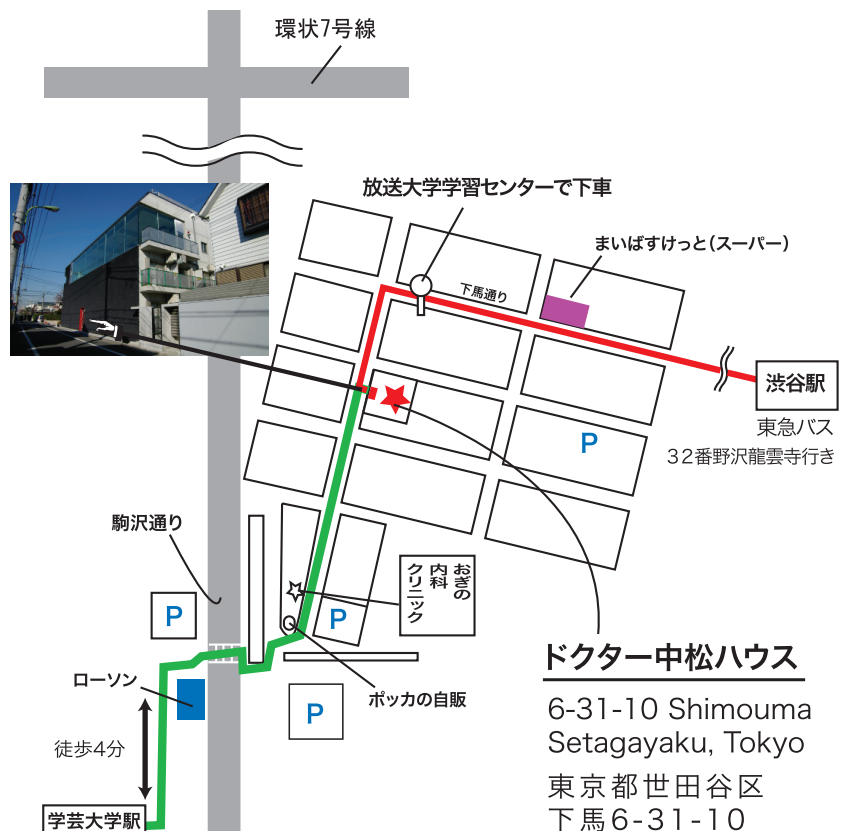 環状7号線
放送大学学習センターで下車
まいばすけっと(スーパー)
下馬通り
渋谷駅
東急バス
32番野沢龍雲寺行き
P
駒沢通り
おぎの
内科
クリニック
P
P
ローソン
ポッカの自販
P
徒歩4分
学芸大学駅
ドクター中松ハウス
6-31-10 Shimouma
Setagayaku, Tokyo
東京都世田谷区
下馬6-31-10